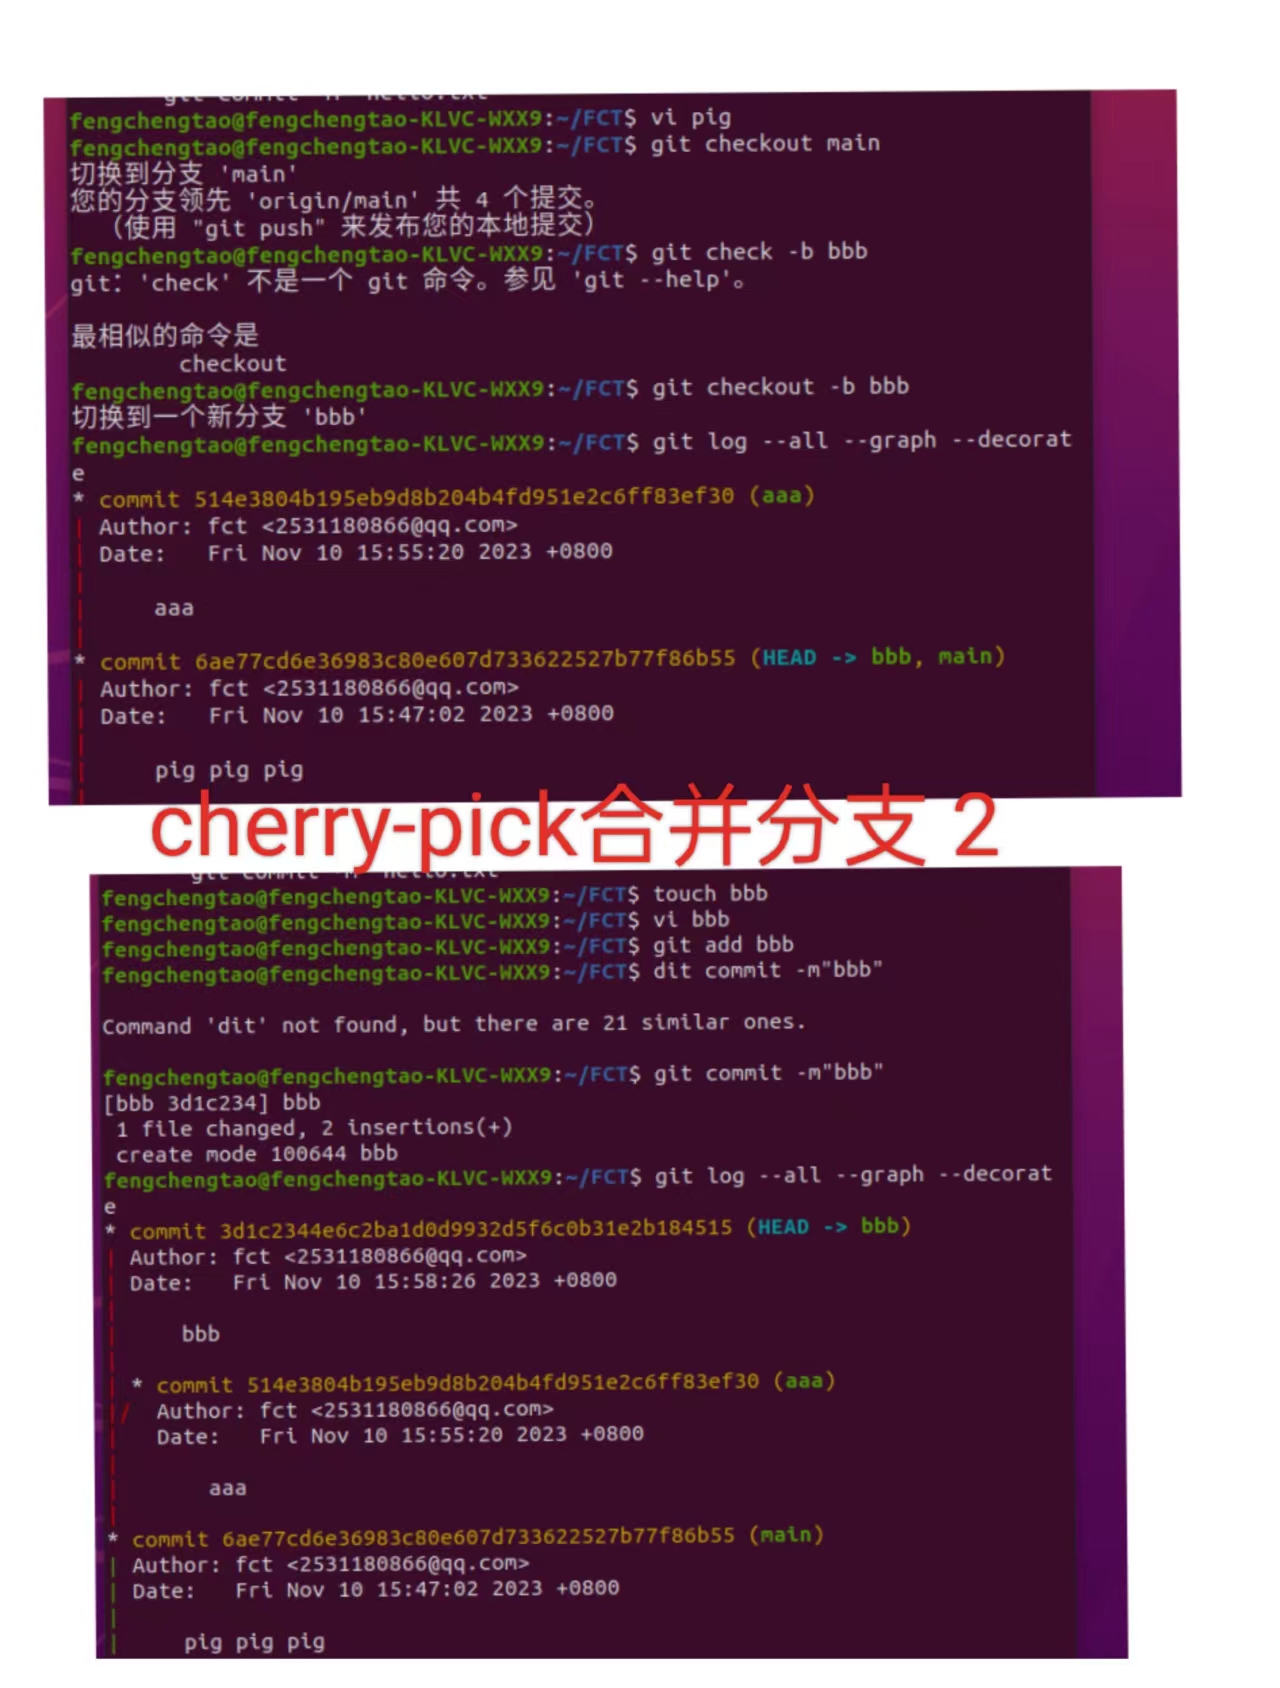 fengchengtao@fengchengtao-KLVC-WXX9:~/FCT$ vi pig
fengchengtao@fengchengtao-KLVC-WXX9:~/FCT$ git checkout main
切换到分支 'main'
您的分支领先 'origin/main' 共 4 个提交。
（使用 "git push" 来发布您的本地提交）
fengchengtao@fengchengtao-KLVC-WXX9:~/FCT$ git check -b bbb
git：'check' 不是一个 git 命令。参见 'git --help'。
最相似的命令是
checkout
fengchengtao@fengchengtao-KLVC-WXX9:~/FCT$ git checkout -b bbb
切换到一个新分支 'bbb'
fengchengtao@fengchengtao-KLVC-WXX9:~/FCT$ git log --all --graph --decorat
e
* commit 514e3804b195eb9d8b204b4fd951e2c6ff83ef30 (aaa)
| Author: fct <2531180866@qq.com>
| Date:   Fri Nov 10 15:55:20 2023 +0800
|
|     aaa
|
* commit 6ae77cd6e36983c80e607d733622527b77f86b55 (HEAD -> bbb, main)
| Author: fct <2531180866@qq.com>
| Date:   Fri Nov 10 15:47:02 2023 +0800
|
|     pig pig pig
cherry-pick合并分支 2
git commit -m "hello.txt
fengchengtao@fengchengtao-KLVC-WXX9:~/FCT$ touch bbb
fengchengtao@fengchengtao-KLVC-WXX9:~/FCT$ vi bbb
fengchengtao@fengchengtao-KLVC-WXX9:~/FCT$ git add bbb
fengchengtao@fengchengtao-KLVC-WXX9:~/FCT$ dit commit -m"bbb"
Command 'dit' not found, but there are 21 similar ones.
fengchengtao@fengchengtao-KLVC-WXX9:~/FCT$ git commit -m"bbb"
[bbb 3d1c234] bbb
1 file changed, 2 insertions(+)
create mode 100644 bbb
fengchengtao@fengchengtao-KLVC-WXX9:~/FCT$ git log --all --graph --decorat
e
* commit 3d1c2344e6c2ba1d0d9932d5f6c0b31e2b184515 (HEAD -> bbb)
| Author: fct <2531180866@qq.com>
| Date:   Fri Nov 10 15:58:26 2023 +0800
|
|     bbb
|
| * commit 514e3804b195eb9d8b204b4fd951e2c6ff83ef30 (aaa)
|/  Author: fct <2531180866@qq.com>
|   Date:   Fri Nov 10 15:55:20 2023 +0800
|
|       aaa
|
* commit 6ae77cd6e36983c80e607d733622527b77f86b55 (main)
| Author: fct <2531180866@qq.com>
| Date:   Fri Nov 10 15:47:02 2023 +0800
|
|     pig pig pig